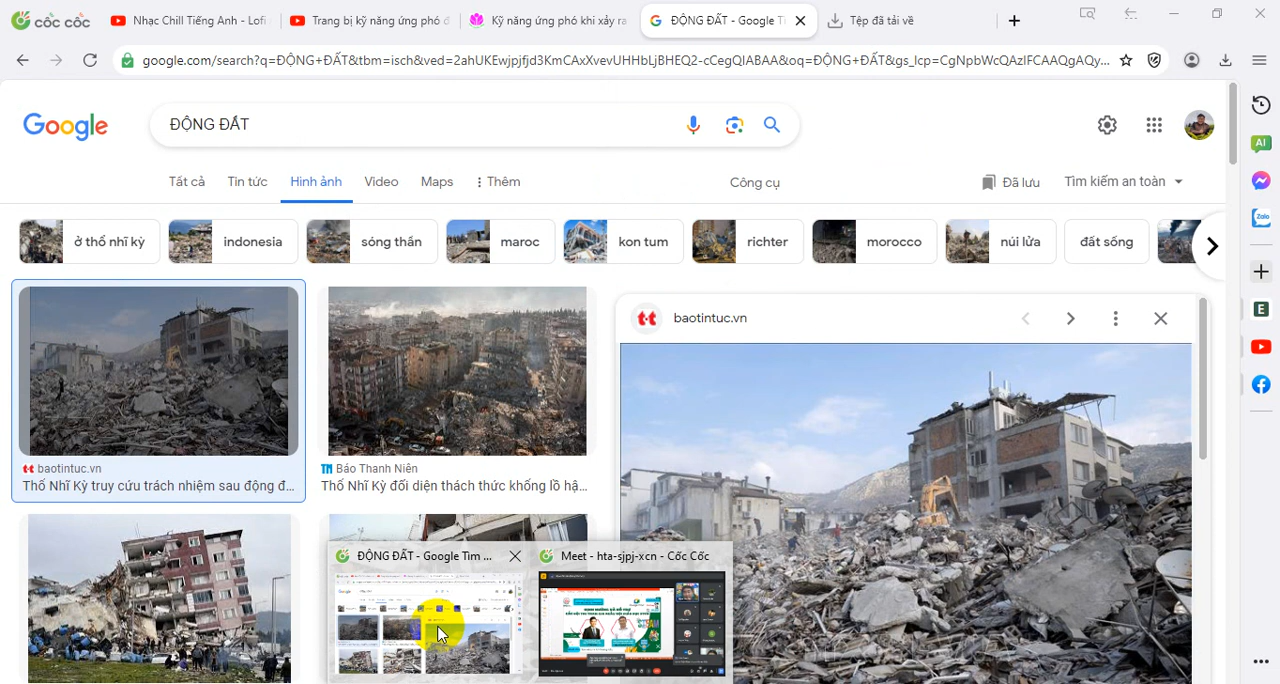 cốc cốc
Nhạc Chill Tiếng Anh - Lofi
Trang bị kỹ năng ứng phó đ
Kỹ năng ứng phó khi xảy ra
ĐỘNG ĐẤT - Google Tì
Tệp đã tải về
google.com/search?q=ĐỘNG+ĐẤT&tbm=isch&ved=2ahUKEwjpjfjd3KmCAxXvevUHHbLjBHEQ2-cCegQIABAA&oq=ĐỘNG+ĐẤT&gs_lcp=CgNpbWcQAzIFCAAQgAQy...
Google
ĐỘNG ĐẤT
Tất cả
Tin tức
Hình ảnh
Video
Maps
Thêm
Công cụ
Đã lưu
Tìm kiếm an toàn
AI
Zalo
E
ở thổ nhĩ kỳ
indonesia
sóng thần
maroc
kon tum
richter
morocco
núi lửa
đất sống
baotintuc.vn
baotintuc.vn
Thổ Nhĩ Kỳ truy cứu trách nhiệm sau động đ...
Báo Thanh Niên
Thổ Nhĩ Kỳ đối diện thách thức khổng lồ hậ...
ĐỘNG ĐẤT - Google Tìm ...
Meet - hta-sjpj-xcn - Cốc Cốc